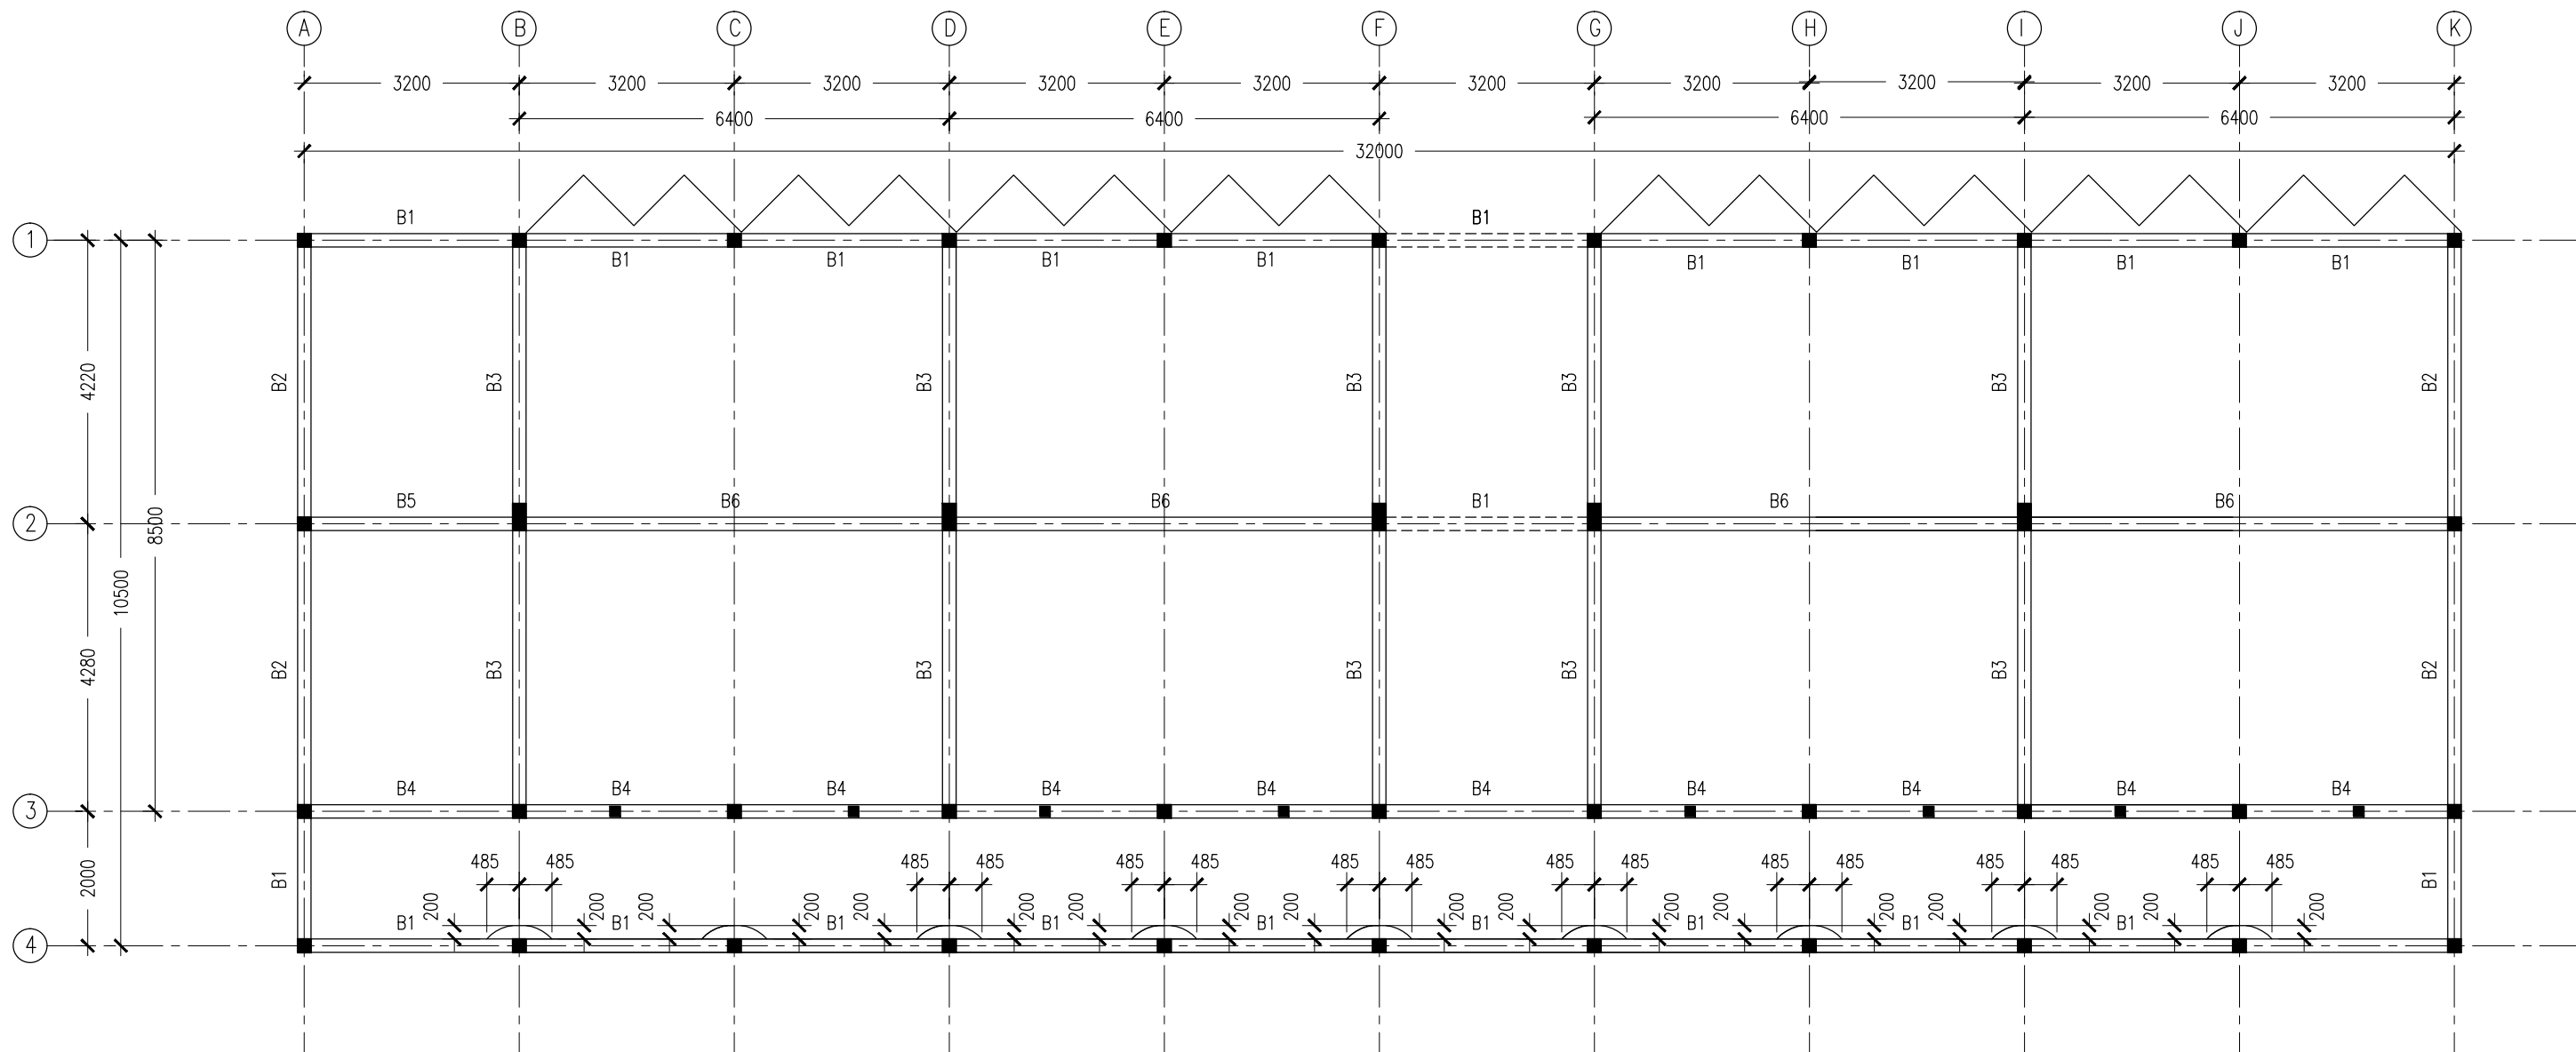 A B C D E F G H I J K
3200 3200 3200 3200 3200 3200 3200 3200 3200 3200
6400 6400 6400 6400
32000
B1 B1
1
B1 B1 B1 B1 B1 B1 B1 B1
4220 B2 B3 B3 B3 B3 B3 B2
B5 B6 B6 B1 B6 B6
2 8500
10500
4280 B2 B3 B3 B3 B3 B3 B2
B4 B4 B4 B4 B4 B4 B4 B4 B4 B4
3
485 485 485 485 485 485 485 485 485 485 485 485 485 485 485 485
2000 B1 B1
200 200 200 200 200 200 200 200 200 200 200 200 200 200 200 200 200 200
B1 B1 B1 B1 B1 B1 B1 B1 B1
4